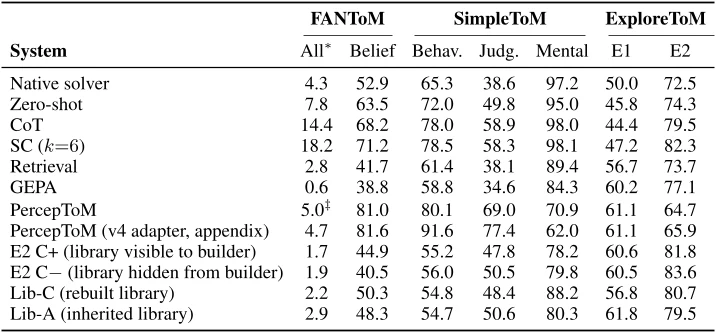 FANToM SimpleToM ExploreToM
System All* Belief Behav. Judg. Mental E1 E2
Native solver 4.3 52.9 65.3 38.6 97.2 50.0 72.5
Zero-shot 7.8 63.5 72.0 49.8 95.0 45.8 74.3
CoT 14.4 68.2 78.0 58.9 98.0 44.4 79.5
SC (k=6) 18.2 71.2 78.5 58.3 98.1 47.2 82.3
Retrieval 2.8 41.7 61.4 38.1 89.4 56.7 73.7
GEPA 0.6 38.8 58.8 34.6 84.3 60.2 77.1
PercepToM 5.0‡ 81.0 80.1 69.0 70.9 61.1 64.7
PercepToM (v4 adapter, appendix) 4.7 81.6 91.6 77.4 62.0 61.1 65.9
E2 C+ (library visible to builder) 1.7 44.9 55.2 47.8 78.2 60.6 81.8
E2 C− (library hidden from builder) 1.9 40.5 56.0 50.5 79.8 60.5 83.6
Lib-C (rebuilt library) 2.2 50.3 54.8 48.4 88.2 56.8 80.7
Lib-A (inherited library) 2.9 48.3 54.7 50.6 80.3 61.8 79.5